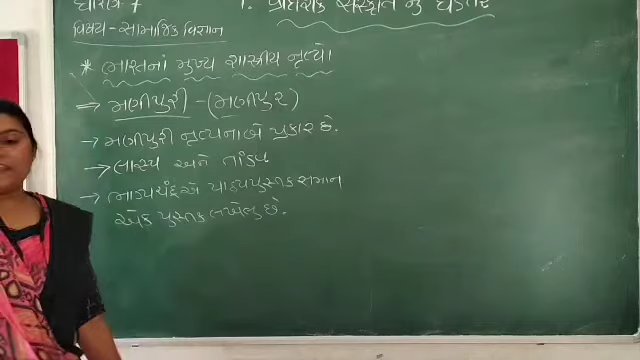 ધોરણ 7
7. પ્રાદેશિક સંસ્કૃતિ નું ઘડતર
વિષય - સામાજિક વિજ્ઞાન
* ભારતનાં મુખ્ય શાસ્ત્રીય નૃત્યો
⇒ મણીપુરી - (મણીપુર)
→ મણીપુરી નૃત્યના બે પ્રકાર છે.
→ લાસ્ય અને તાંડવ
→ ભાગ્યચંદ્રએ પાઠ્યપુસ્તક સમાન
એક પુસ્તક લખેલુ છે.